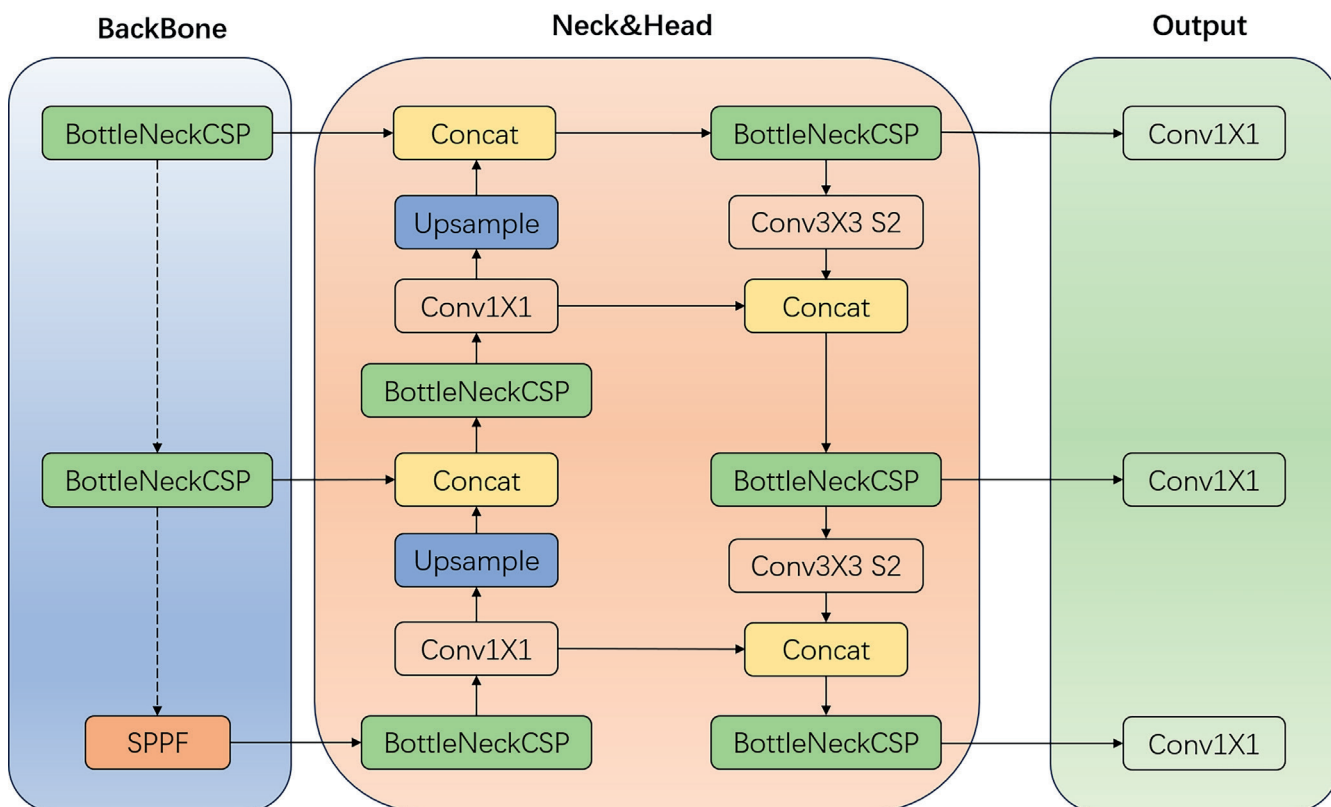 BackBone
Neck&Head
Output
BottleNeckCSP
Concat
BottleNeckCSP
Conv1X1
Upsample
Conv3X3 S2
Conv1X1
Concat
BottleNeckCSP
BottleNeckCSP
Concat
BottleNeckCSP
Conv1X1
Upsample
Conv3X3 S2
Conv1X1
Concat
SPPF
BottleNeckCSP
BottleNeckCSP
Conv1X1